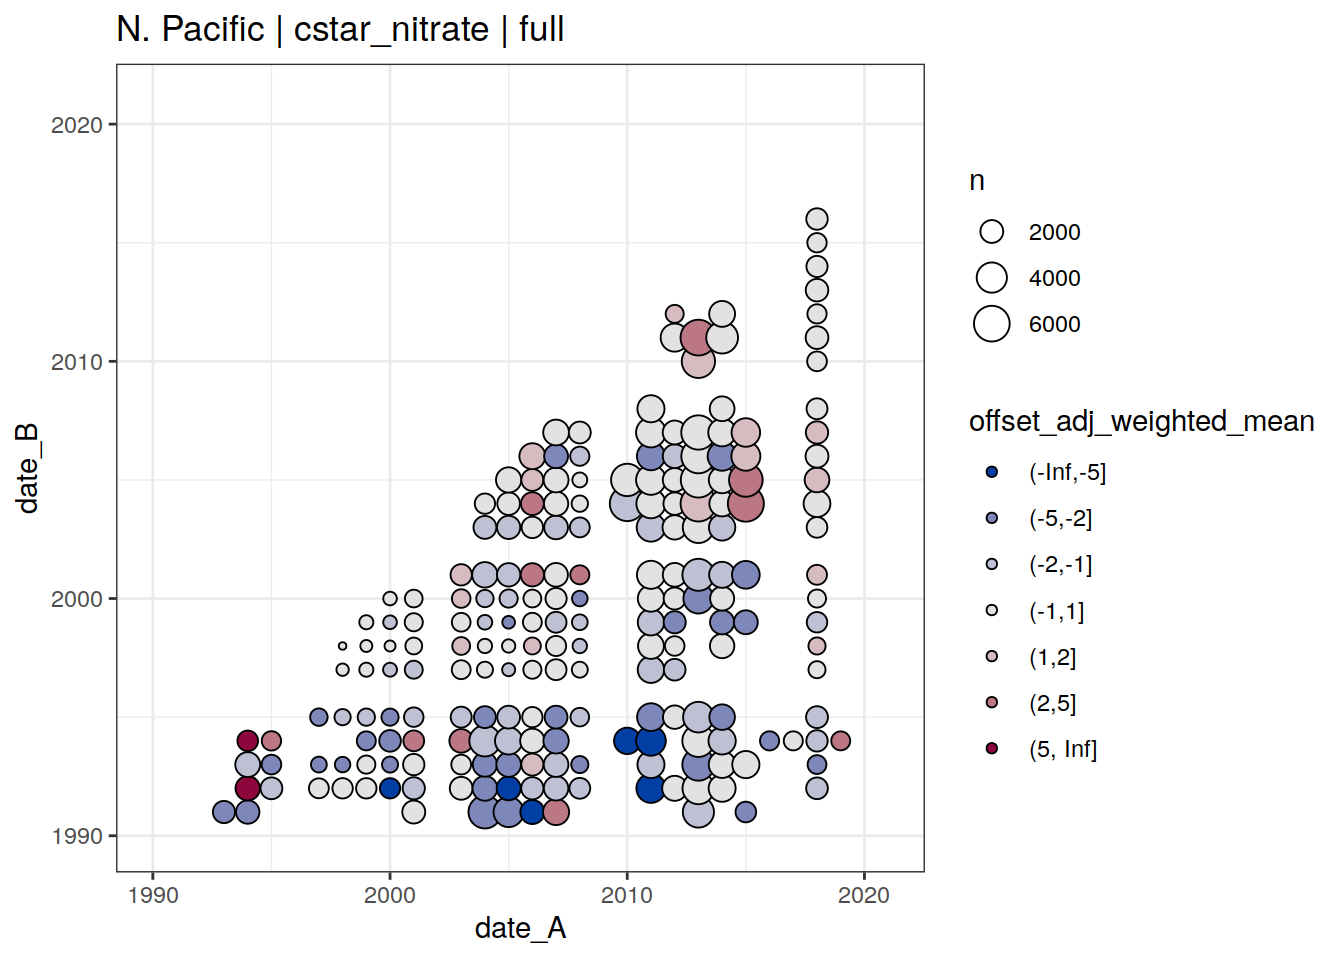 N. Pacific | cstar_nitrate | full
2020
2010
2000
1990
date_B
1990 2000 2010 2020
date_A
n
2000
4000
6000
offset_adj_weighted_mean
(-Inf,-5]
(-5,-2]
(-2,-1]
(-1,1]
(1,2]
(2,5]
(5, Inf]